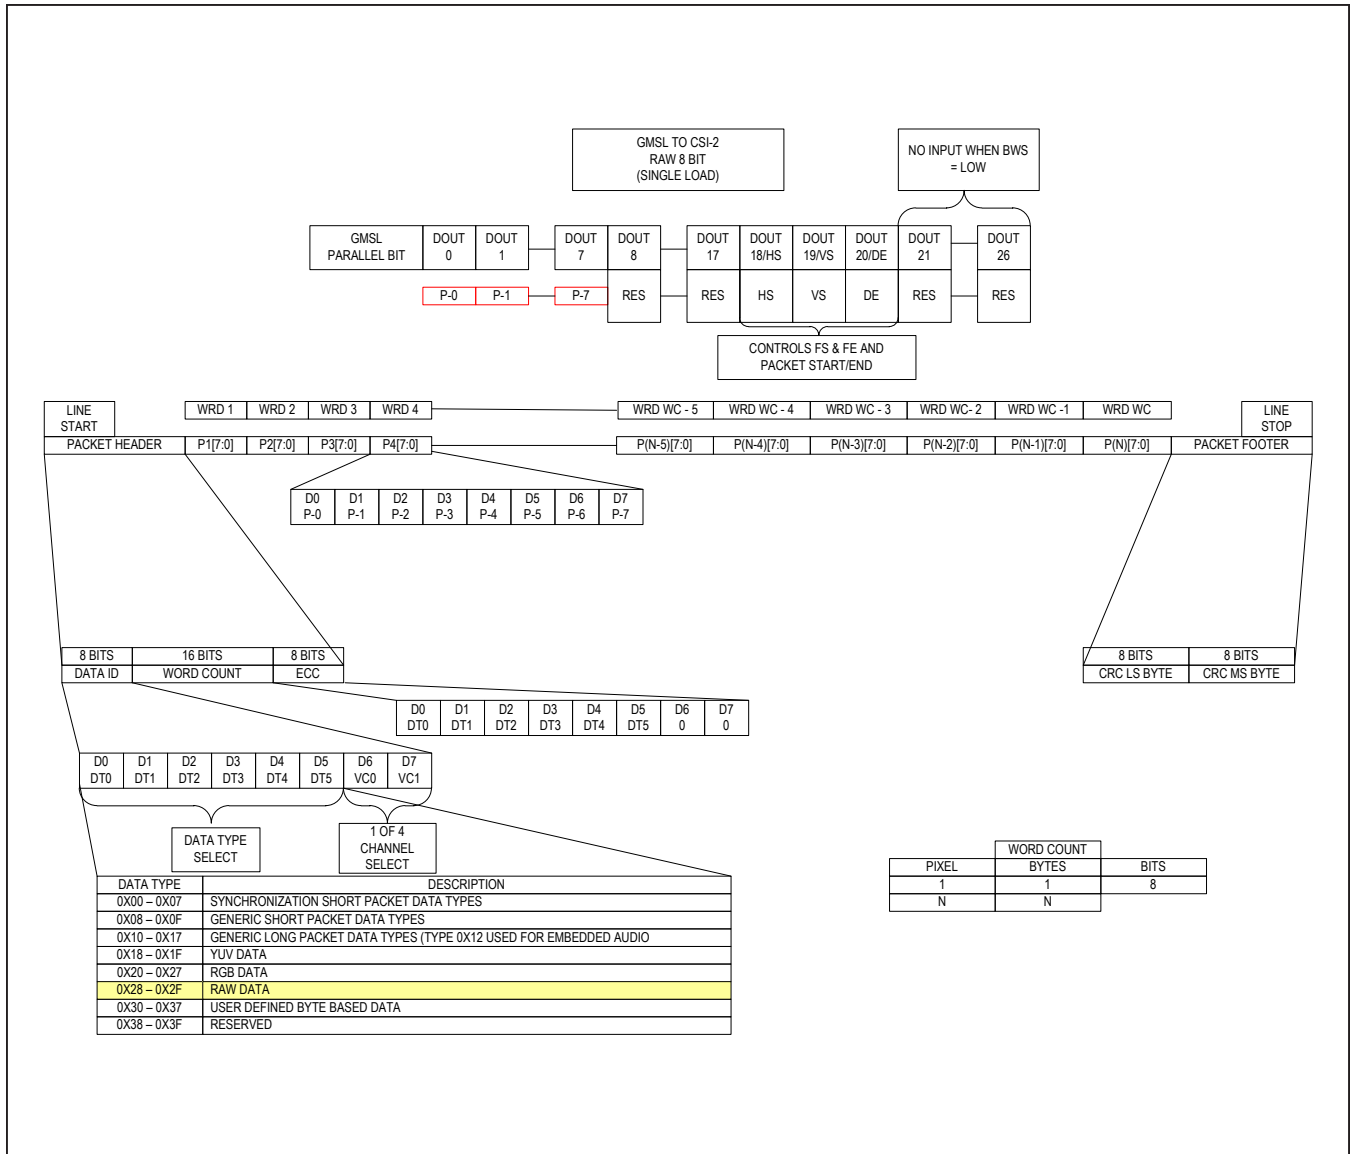 GMSL TO CSI-2
RAW 8 BIT
(SINGLE LOAD)
NO INPUT WHEN BWS
= LOW
GMSL
PARALLEL BIT
DOUT
0
DOUT
1
DOUT
7
DOUT
8
DOUT
17
DOUT
18/HS
DOUT
19/VS
DOUT
20/DE
DOUT
21
DOUT
26
P-0 P-1 P-7 RES RES HS VS DE RES RES
CONTROLS FS & FE AND
PACKET START/END
LINE
START
WRD 1 WRD 2 WRD 3 WRD 4 WRD WC - 5 WRD WC - 4 WRD WC - 3 WRD WC- 2 WRD WC -1 WRD WC
LINE
STOP
PACKET HEADER P1[7:0] P2[7:0] P3[7:0] P4[7:0] P(N-5)[7:0] P(N-4)[7:0] P(N-3)[7:0] P(N-2)[7:0] P(N-1)[7:0] P(N)[7:0] PACKET FOOTER
D0 D1 D2 D3 D4 D5 D6 D7
P-0 P-1 P-2 P-3 P-4 P-5 P-6 P-7
8 BITS 16 BITS 8 BITS
DATA ID WORD COUNT ECC
8 BITS 8 BITS
CRC LS BYTE CRC MS BYTE
D0 D1 D2 D3 D4 D5 D6 D7
DT0 DT1 DT2 DT3 DT4 DT5 0 0
D0 D1 D2 D3 D4 D5 D6 D7
DT0 DT1 DT2 DT3 DT4 DT5 VC0 VC1
DATA TYPE
SELECT
1 OF 4
CHANNEL
SELECT
WORD COUNT
PIXEL BYTES BITS
1 1 8
N N
DATA TYPE DESCRIPTION
0X00 – 0X07 SYNCHRONIZATION SHORT PACKET DATA TYPES
0X08 – 0X0F GENERIC SHORT PACKET DATA TYPES
0X10 – 0X17 GENERIC LONG PACKET DATA TYPES (TYPE 0X12 USED FOR EMBEDDED AUDIO
0X18 – 0X1F YUV DATA
0X20 – 0X27 RGB DATA
0X28 – 0X2F RAW DATA
0X30 – 0X37 USER DEFINED BYTE BASED DATA
0X38 – 0X3F RESERVED